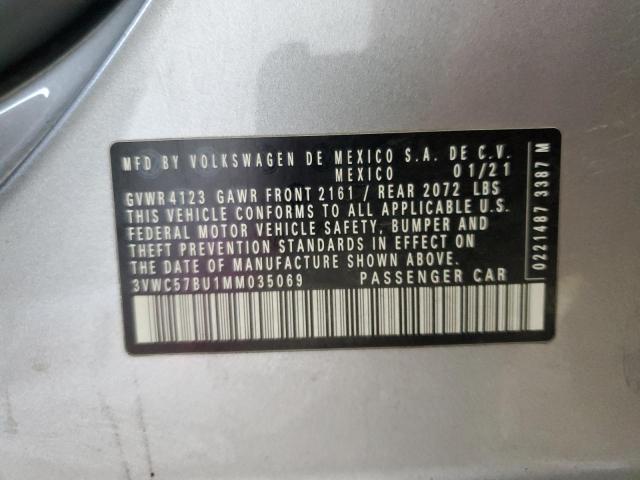 MFD BY VOLKSWAGEN DE MEXICO S.A. DE C.V.
MEXICO 01/21
GVWR 4123 GAWR FRONT 2161 / REAR 2072 LBS
THIS VEHICLE CONFORMS TO ALL APPLICABLE U.S.
FEDERAL MOTOR VEHICLE SAFETY, BUMPER AND
THEFT PREVENTION STANDARDS IN EFFECT ON
THE DATE OF MANUFACTURE SHOWN ABOVE.
3VWC57BU1MM035069 PASSENGER CAR
0221487 3387 M